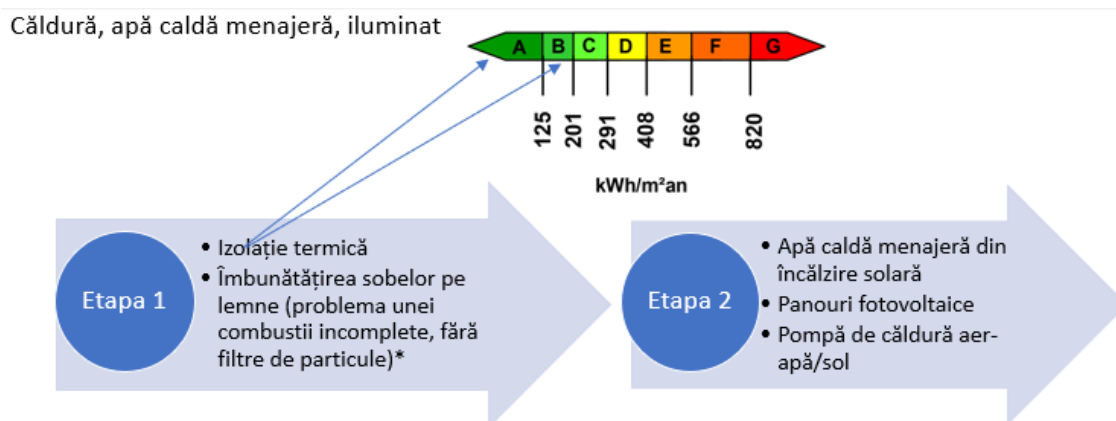 Căldură, apă caldă menajeră, iluminat
A B C D E F G
125 201 291 408 566 820
kWh/m²an
Etapa 1
• Izolație termică
• Îmbunătățirea sobelor pe
lemne (problema unei
combustii incomplete, fără
filtre de particule)*
Etapa 2
• Apă caldă menajeră din
încălzire solară
• Panouri fotovoltaice
• Pompă de căldură aer-
apă/sol